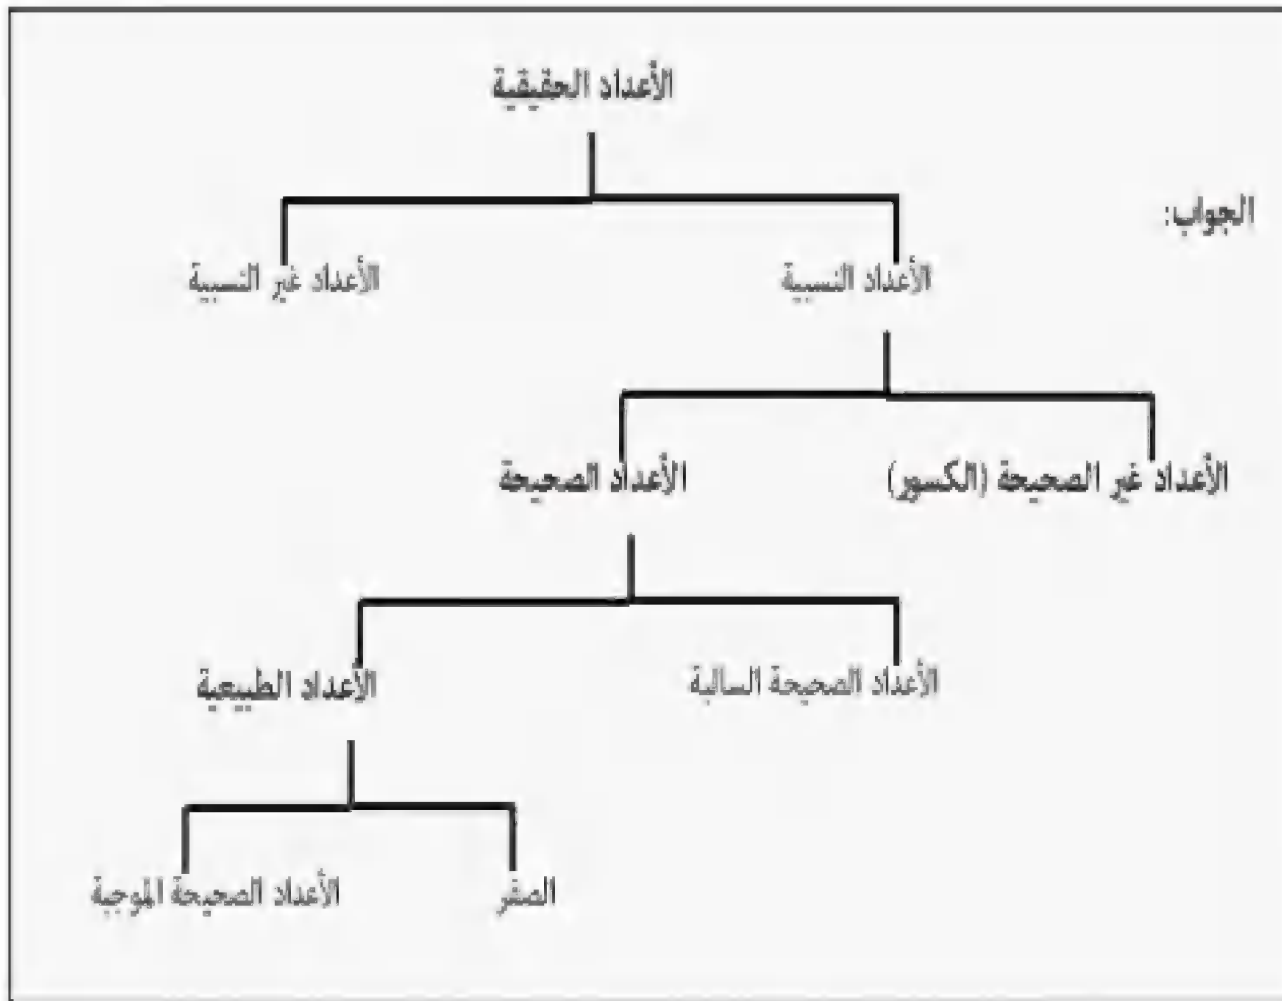 الأعداد الحقيقية
الجواب:
الأعداد النسبية
الأعداد غير النسبية
الأعداد غير الصحيحة (الكسور)
الأعداد الصحيحة
الأعداد الصحيحة السالبة
الأعداد الطبيعية
الصفر
الأعداد الصحيحة الموجبة